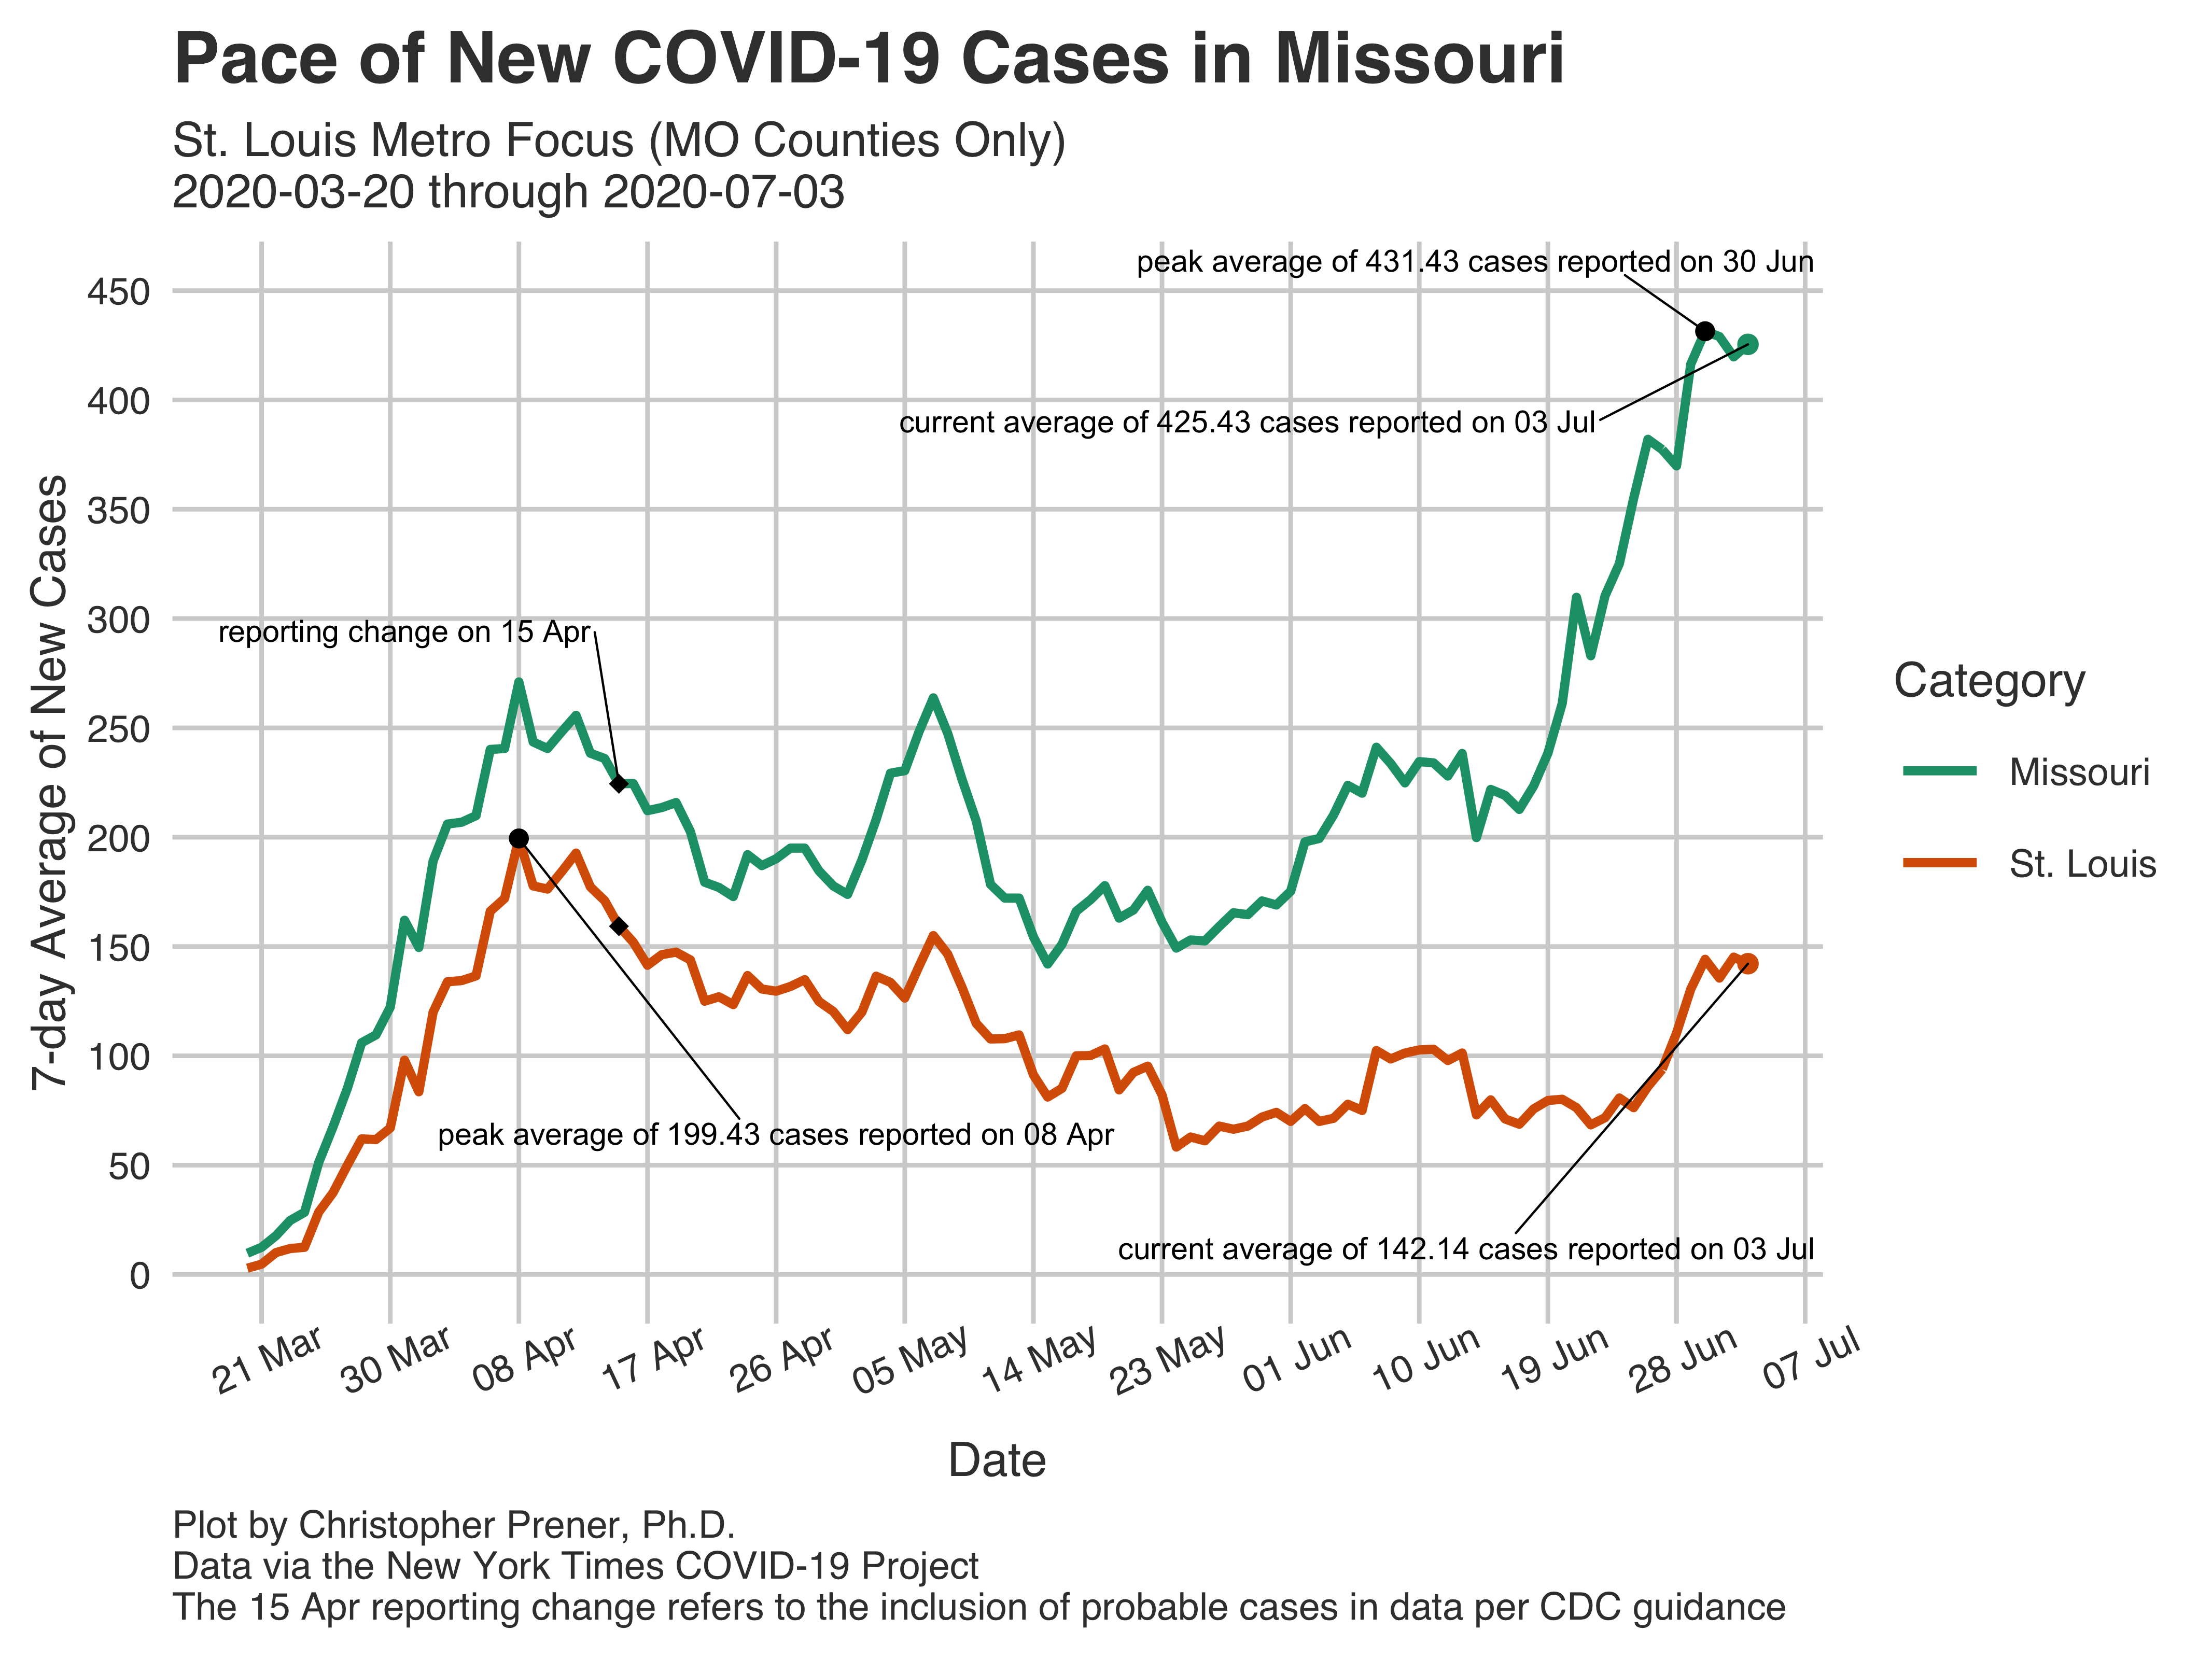 Pace of New COVID-19 Cases in Missouri
St. Louis Metro Focus (MO Counties Only)
2020-03-20 through 2020-07-03
peak average of 431.43 cases reported on 30 Jun
current average of 425.43 cases reported on 03 Jul
reporting change on 15 Apr
peak average of 199.43 cases reported on 08 Apr
current average of 142.14 cases reported on 03 Jul
7-day Average of New Cases
450
400
350
300
250
200
150
100
50
0
21 Mar
30 Mar
08 Apr
17 Apr
26 Apr
05 May
14 May
23 May
01 Jun
10 Jun
19 Jun
28 Jun
07 Jul
Date
Category
Missouri
St. Louis
Plot by Christopher Prener, Ph.D.
Data via the New York Times COVID-19 Project
The 15 Apr reporting change refers to the inclusion of probable cases in data per CDC guidance